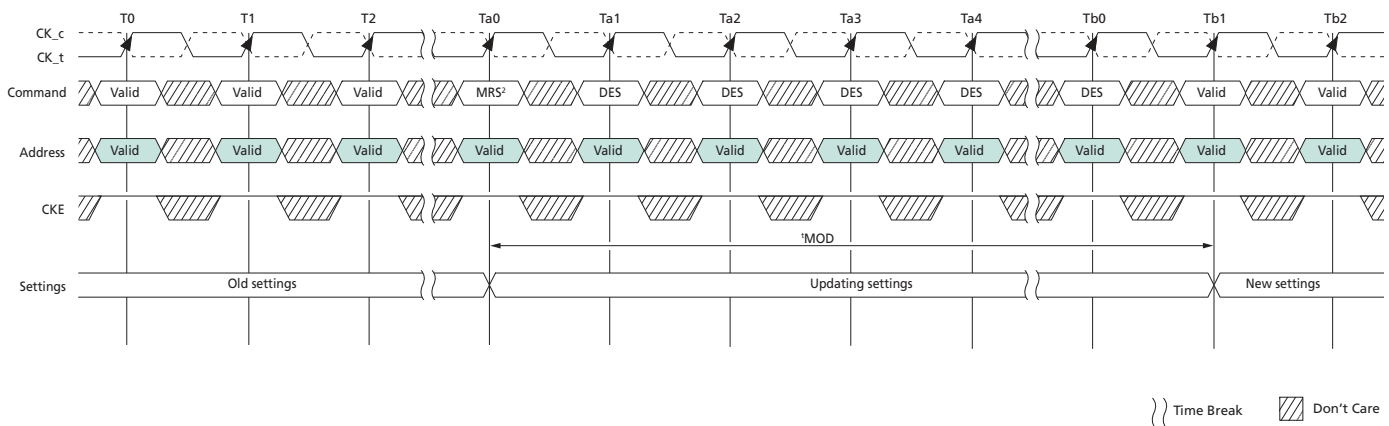 T0 T1 T2 Ta0 Ta1 Ta2 Ta3 Ta4 Tb0 Tb1 Tb2
CK_c
CK_t
Command Valid Valid Valid MRS² DES DES DES DES DES Valid Valid
Address Valid Valid Valid Valid Valid Valid Valid Valid Valid Valid Valid
CKE
ᵗMOD
Settings Old settings Updating settings New settings
Time Break Don't Care